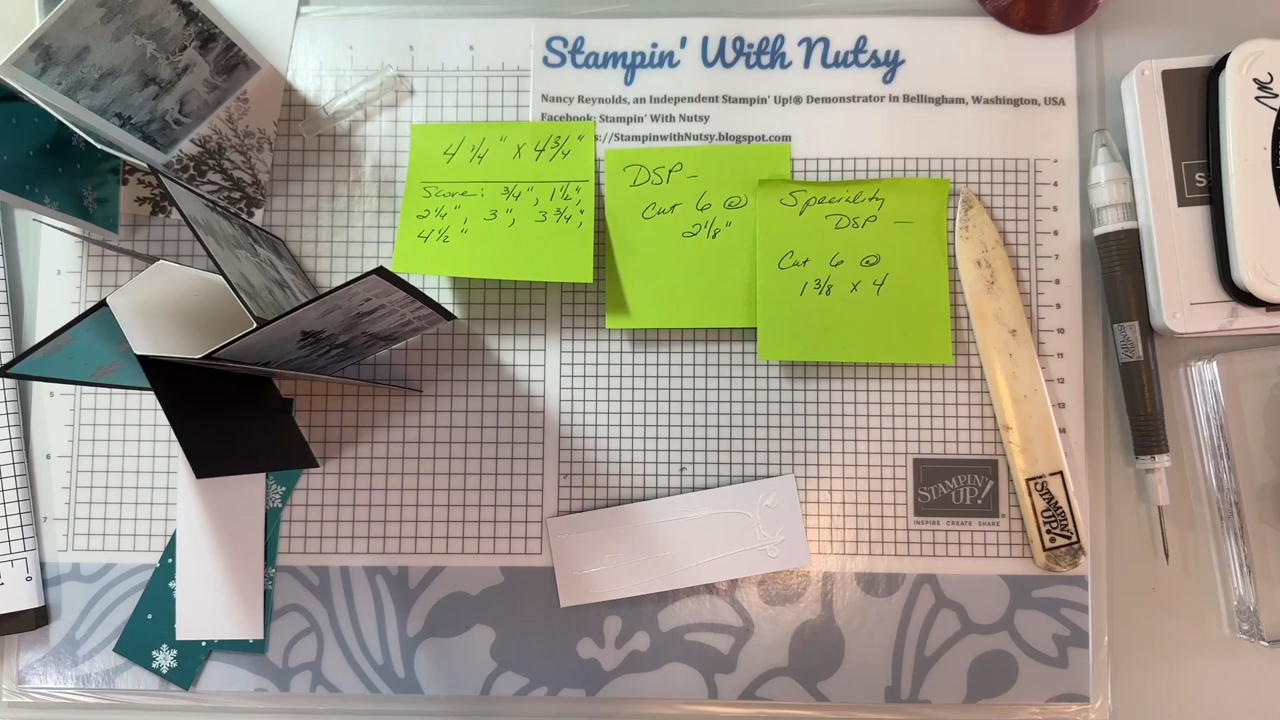 Stampin' With Nutsy
Nancy Reynolds, an Independent Stampin' Up!® Demonstrator in Bellingham, Washington, USA
Facebook: Stampin' With Nutsy
s://StampinwithNutsy.blogspot.com
4 1/4" x 4 3/4"
Score: 3/4", 1 1/2",
2 1/4", 3", 3 3/4",
4 1/2"
DSP-
Cut 6 @
2 1/8"
Speciality
DSP -
Cut 6 @
1 3/8 x 4
STAMPIN' UP!®
INSPIRE · CREATE · SHARE
STAMPIN' UP!®